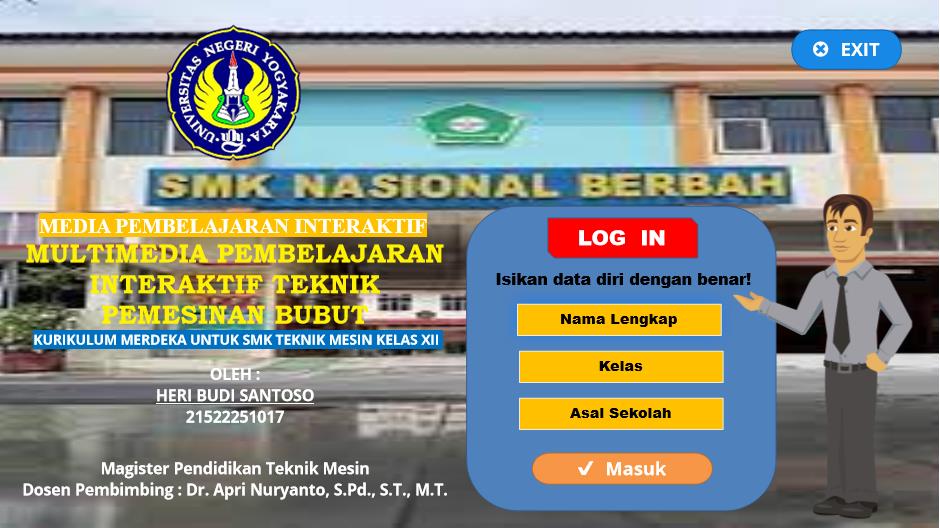 EXIT
UNIVERSITAS NEGERI YOGYAKARTA
SMK NASIONAL BERBAH
MEDIA PEMBELAJARAN INTERAKTIF
MULTIMEDIA PEMBELAJARAN
INTERAKTIF TEKNIK
PEMESINAN BUBUT
KURIKULUM MERDEKA UNTUK SMK TEKNIK MESIN KELAS XII
OLEH :
HERI BUDI SANTOSO
21522251017
Magister Pendidikan Teknik Mesin
Dosen Pembimbing : Dr. Apri Nuryanto, S.Pd., S.T., M.T.
LOG IN
Isikan data diri dengan benar!
Nama Lengkap
Kelas
Asal Sekolah
Masuk